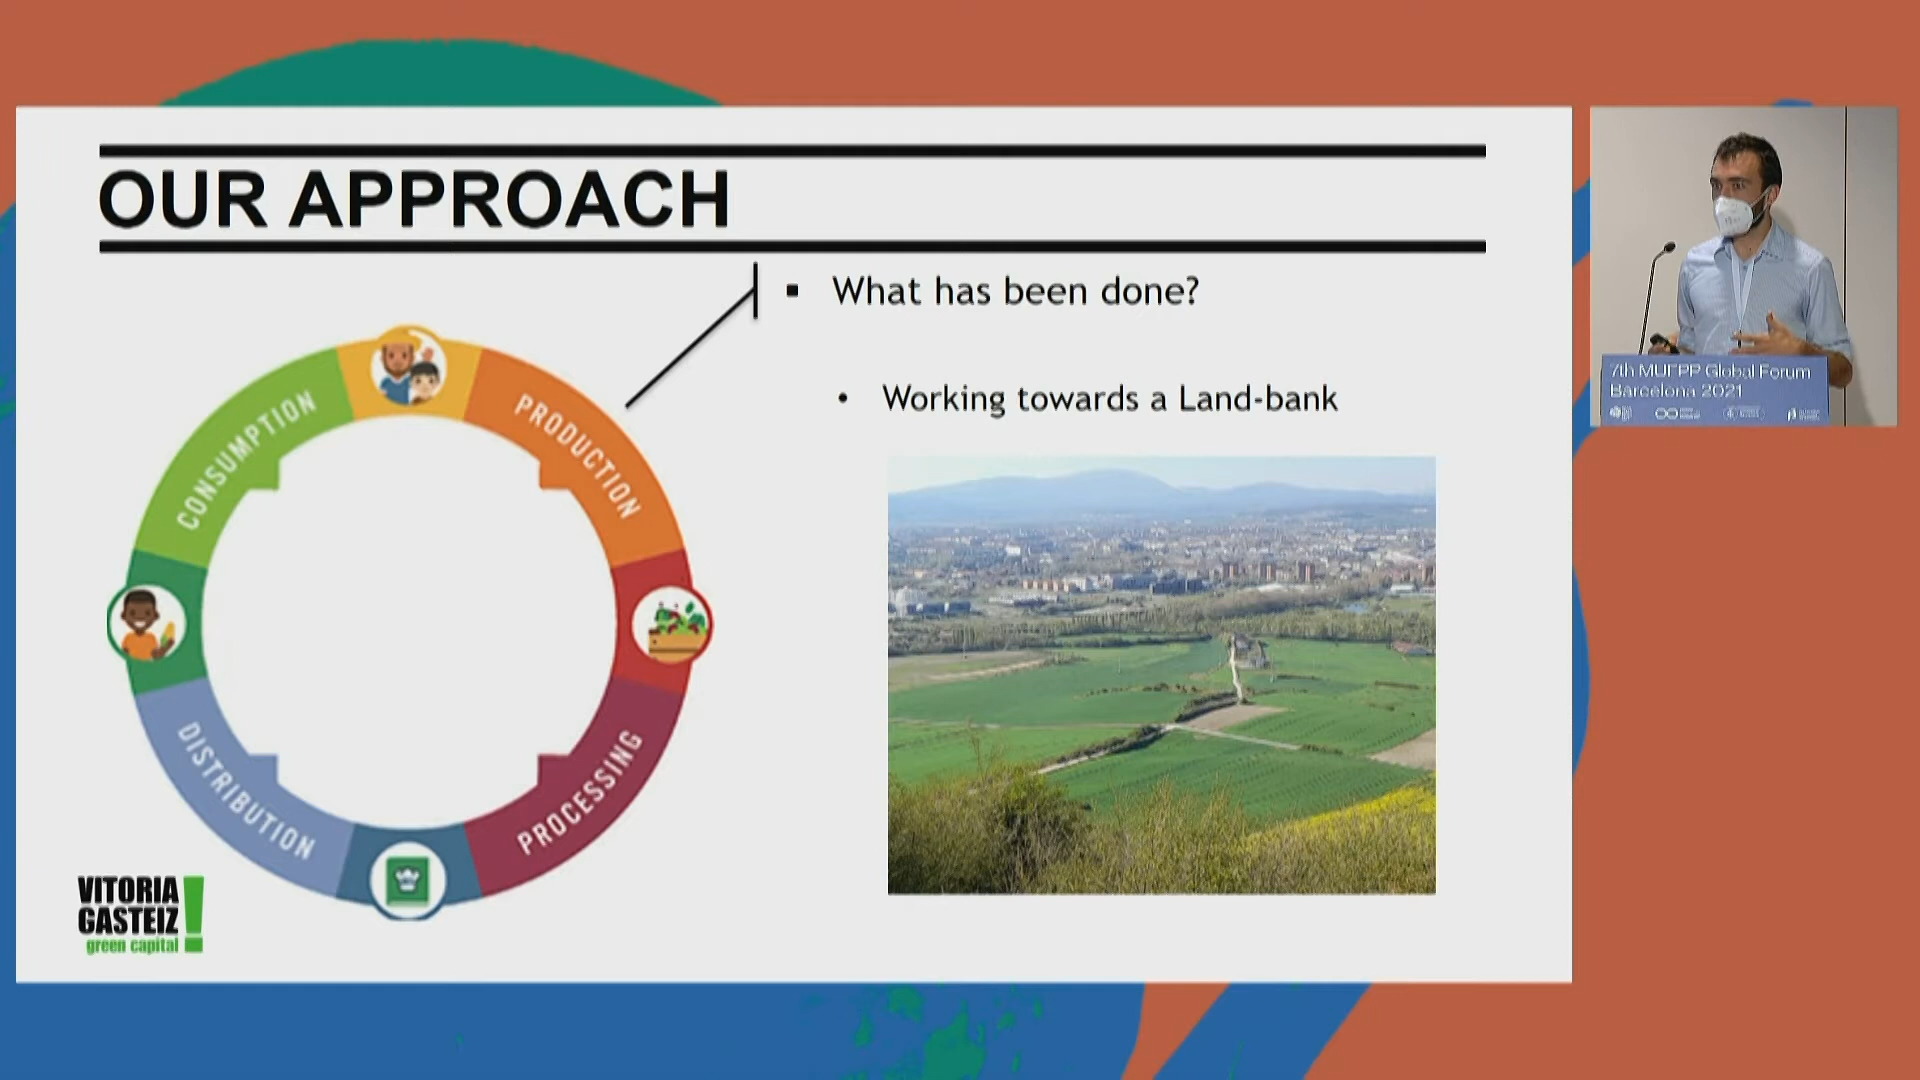 OUR APPROACH
What has been done?
Working towards a Land-bank
CONSUMPTION
PRODUCTION
DISTRIBUTION
PROCESSING
VITORIA
GASTEIZ
green capital
7th MUFPP Global Forum
Barcelona 2021